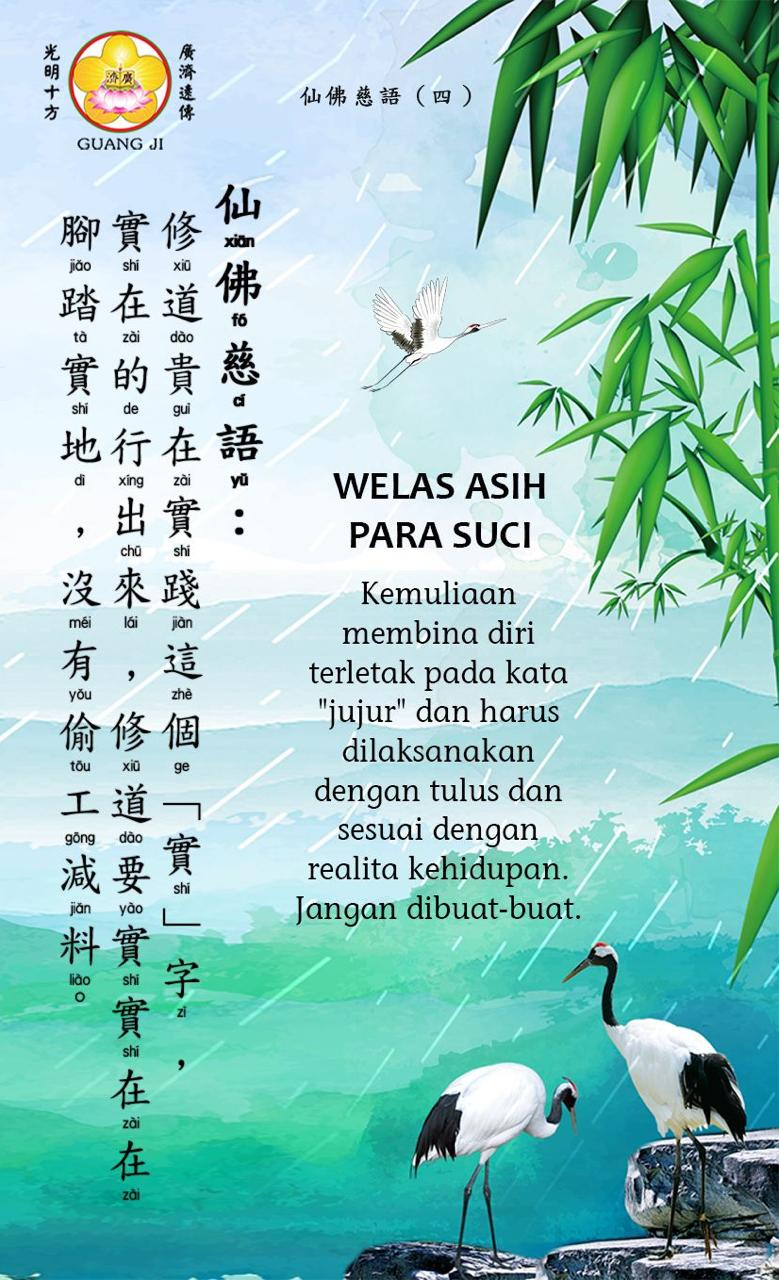 光明十方
廣濟
廣濟遠傳
GUANG JI
仙佛慈語（四）
仙佛慈語：
xiān fó cí yǔ
修道貴在實踐這個「實」字，
xiū dào guì zài shí jiàn zhè ge shí zì
實在的行出來，修道要實實在在
shí zài de xíng chū lái xiū dào yào shí shí zài zài
腳踏實地，沒有偷工減料。
jiǎo tà shí dì méi yǒu tōu gōng jiǎn liào
WELAS ASIH
PARA SUCI
Kemuliaan
membina diri
terletak pada kata
"jujur" dan harus
dilaksanakan
dengan tulus dan
sesuai dengan
realita kehidupan.
Jangan dibuat-buat.